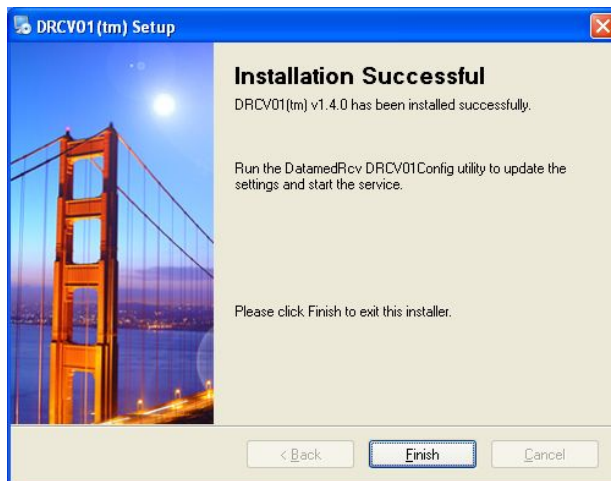 DRCV01(tm) Setup
Installation Successful
DRCV01(tm) v1.4.0 has been installed successfully.
Run the DatamedRcv DRCV01Config utility to update the
settings and start the service.
Please click Finish to exit this installer.
< Back
Finish
Cancel